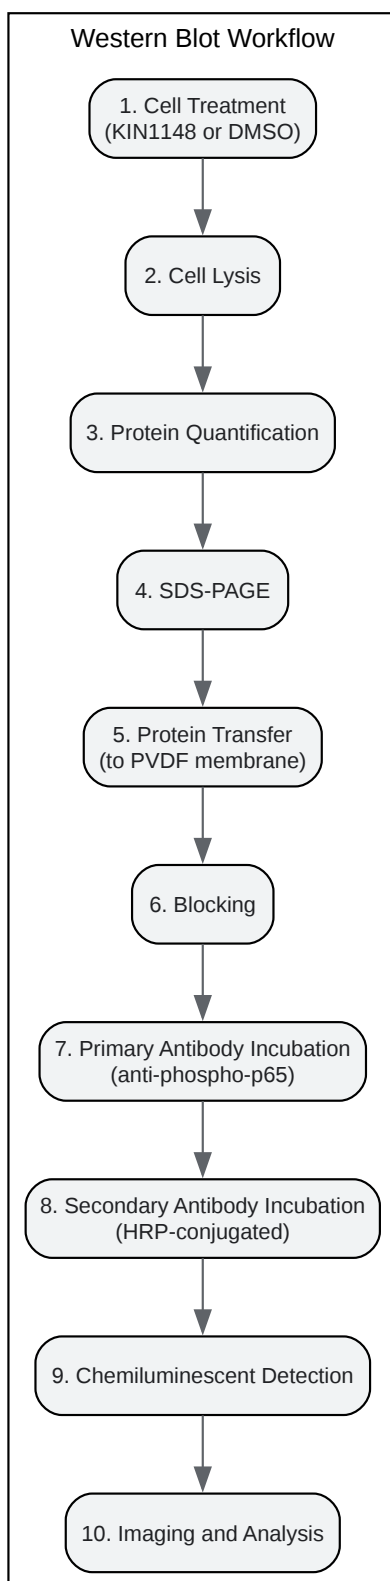 Western Blot Workflow
1. Cell Treatment
(KIN1148 or DMSO)
2. Cell Lysis
3. Protein Quantification
4. SDS-PAGE
5. Protein Transfer
(to PVDF membrane)
6. Blocking
7. Primary Antibody Incubation
(anti-phospho-p65)
8. Secondary Antibody Incubation
(HRP-conjugated)
9. Chemiluminescent Detection
10. Imaging and Analysis